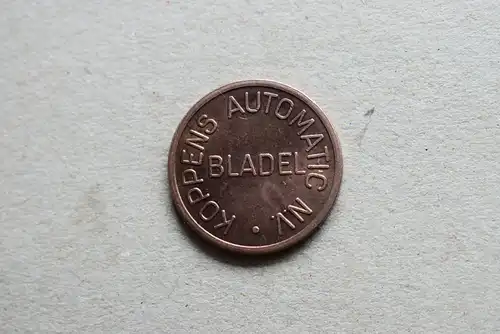 KOPPENS AUTOMATIC N.V.
BLADEL